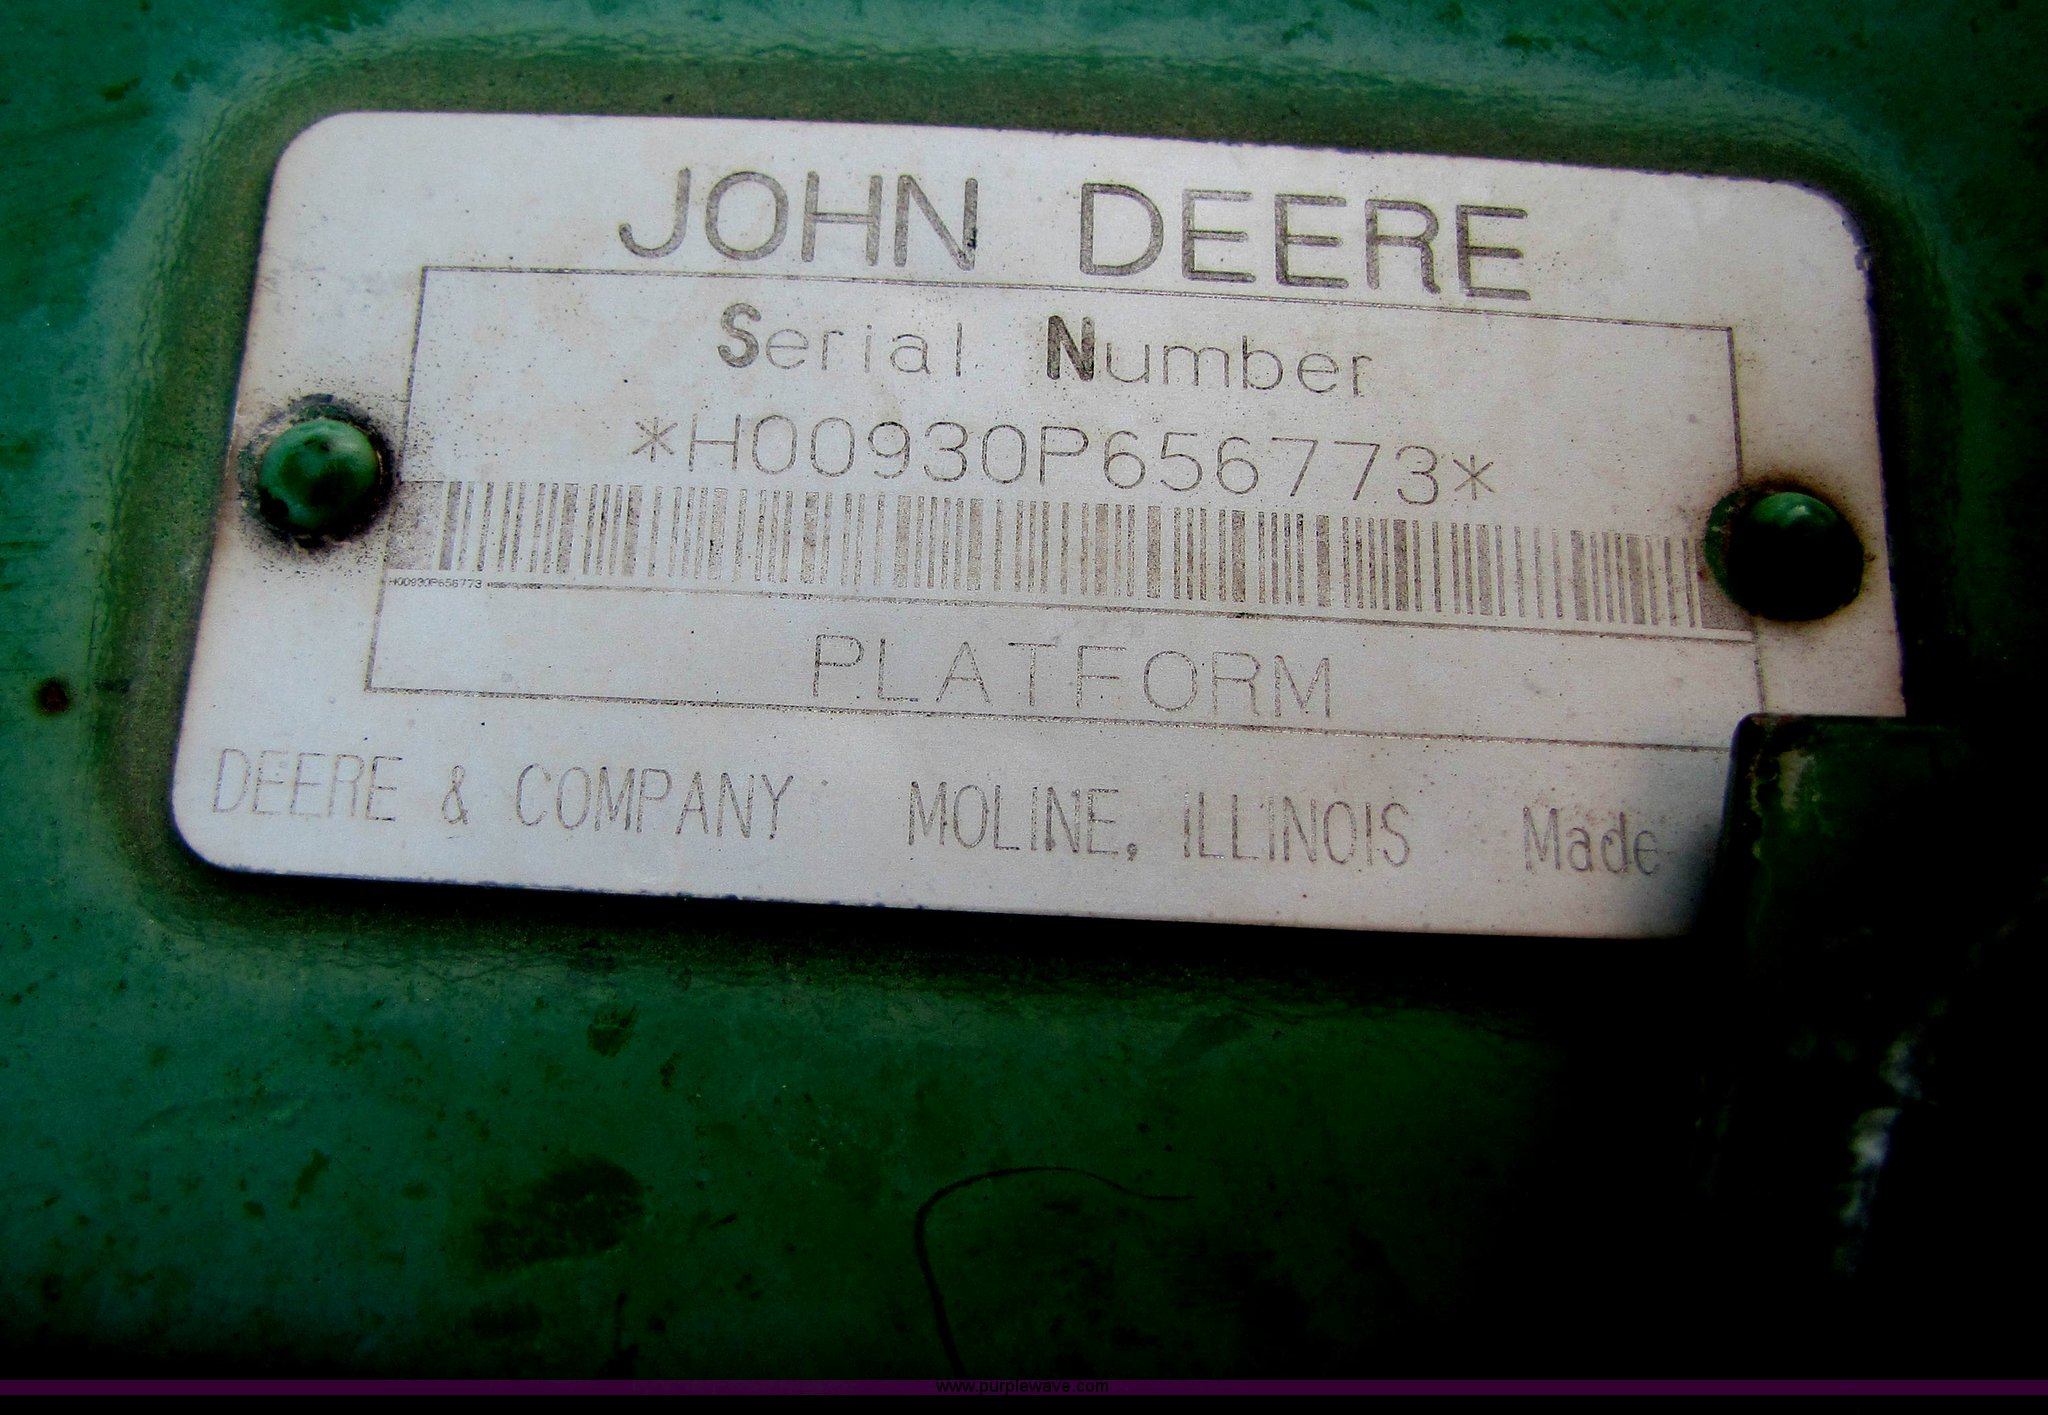 JOHN DEERE
Serial Number
*H00930P656773*
H00930P656773
PLATFORM
DEERE & COMPANY MOLINE, ILLINOIS Made
www.purplewave.com